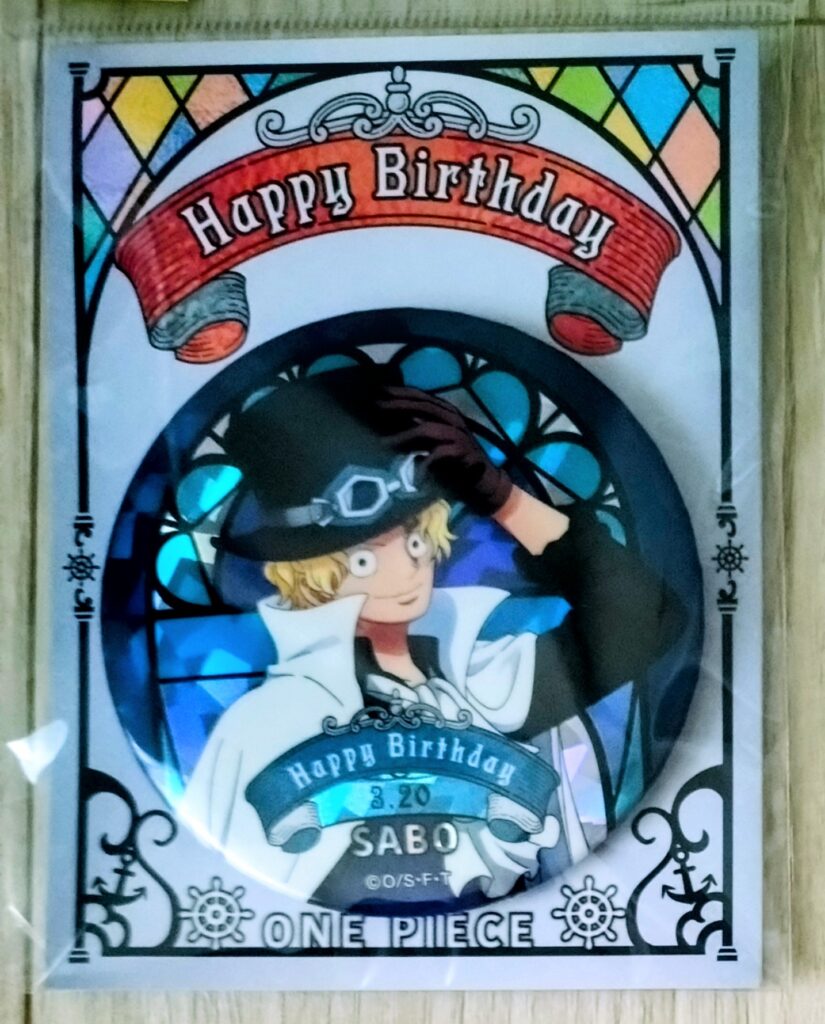 Happy Birthday
Happy Birthday
3.20
SABO
©O/S·F·T
ONE PIECE